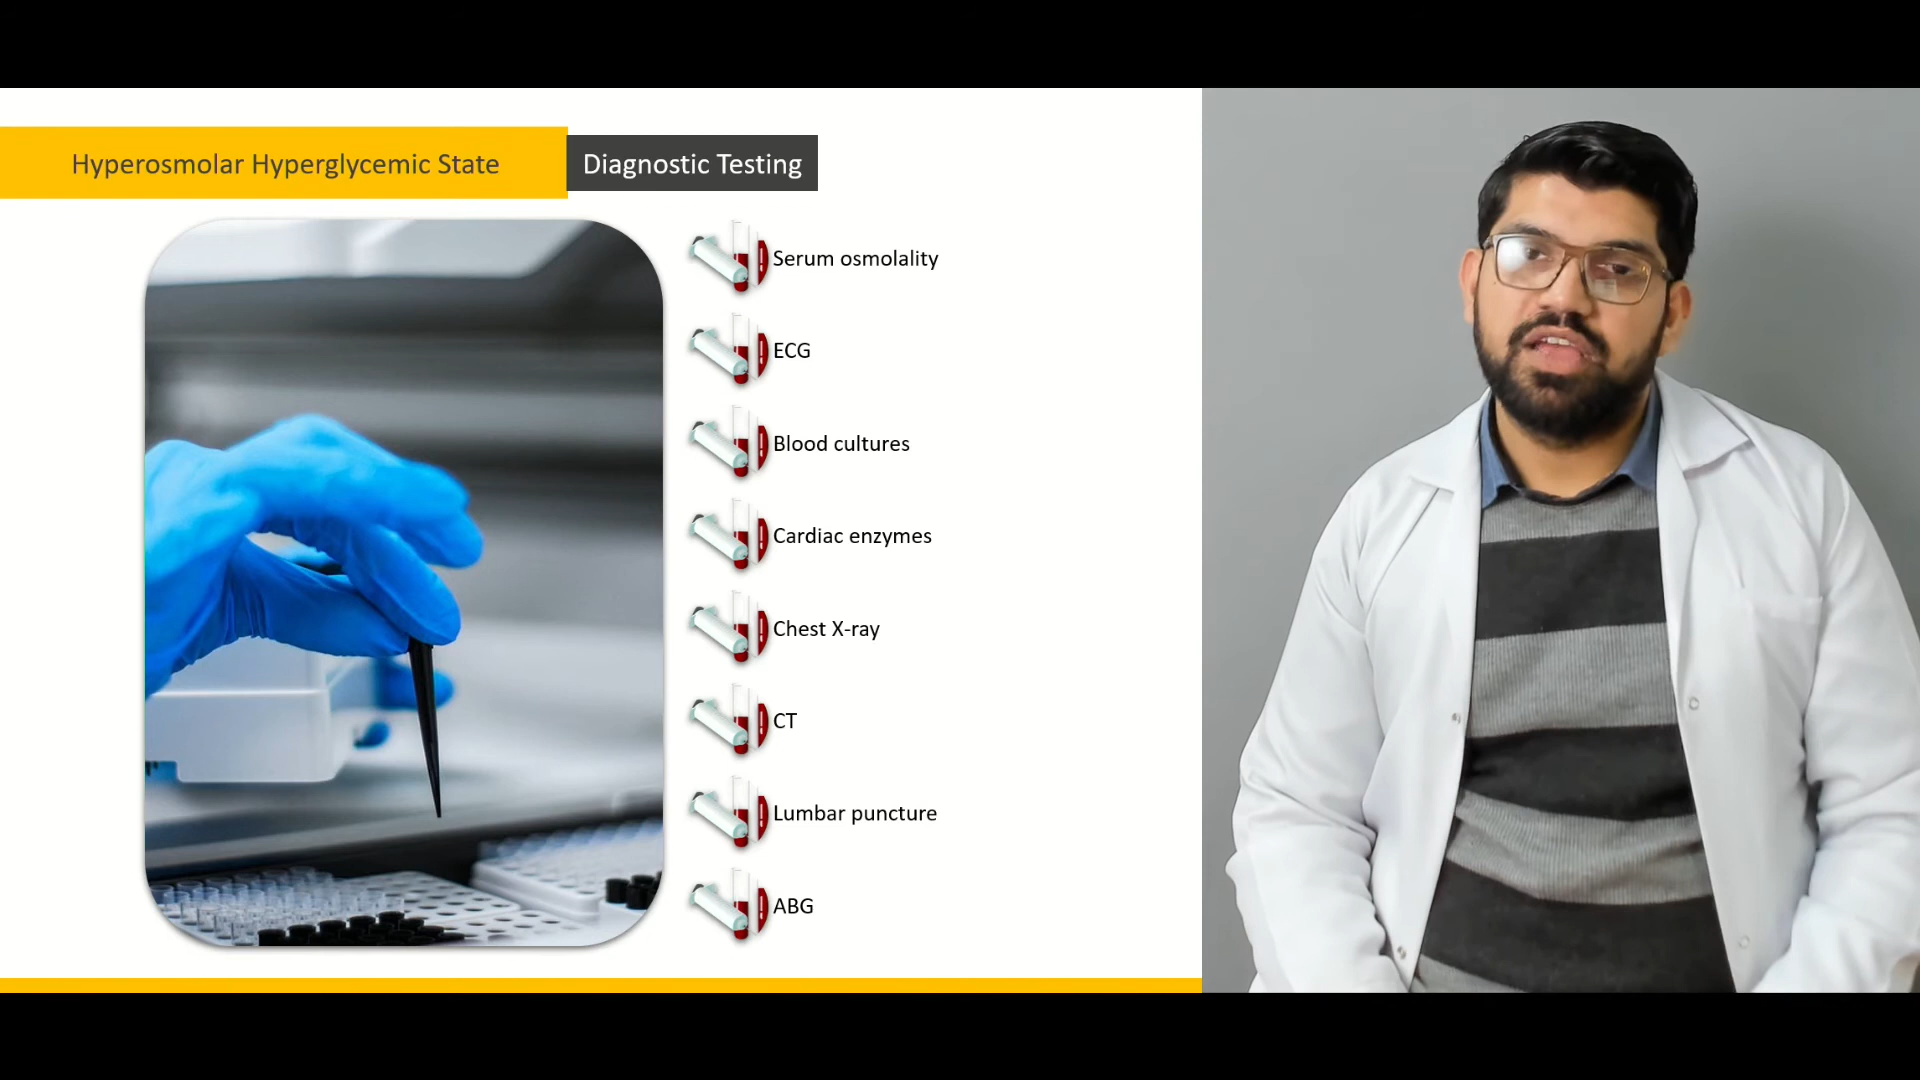 Hyperosmolar Hyperglycemic State
Diagnostic Testing
Serum osmolality
ECG
Blood cultures
Cardiac enzymes
Chest X-ray
CT
Lumbar puncture
ABG